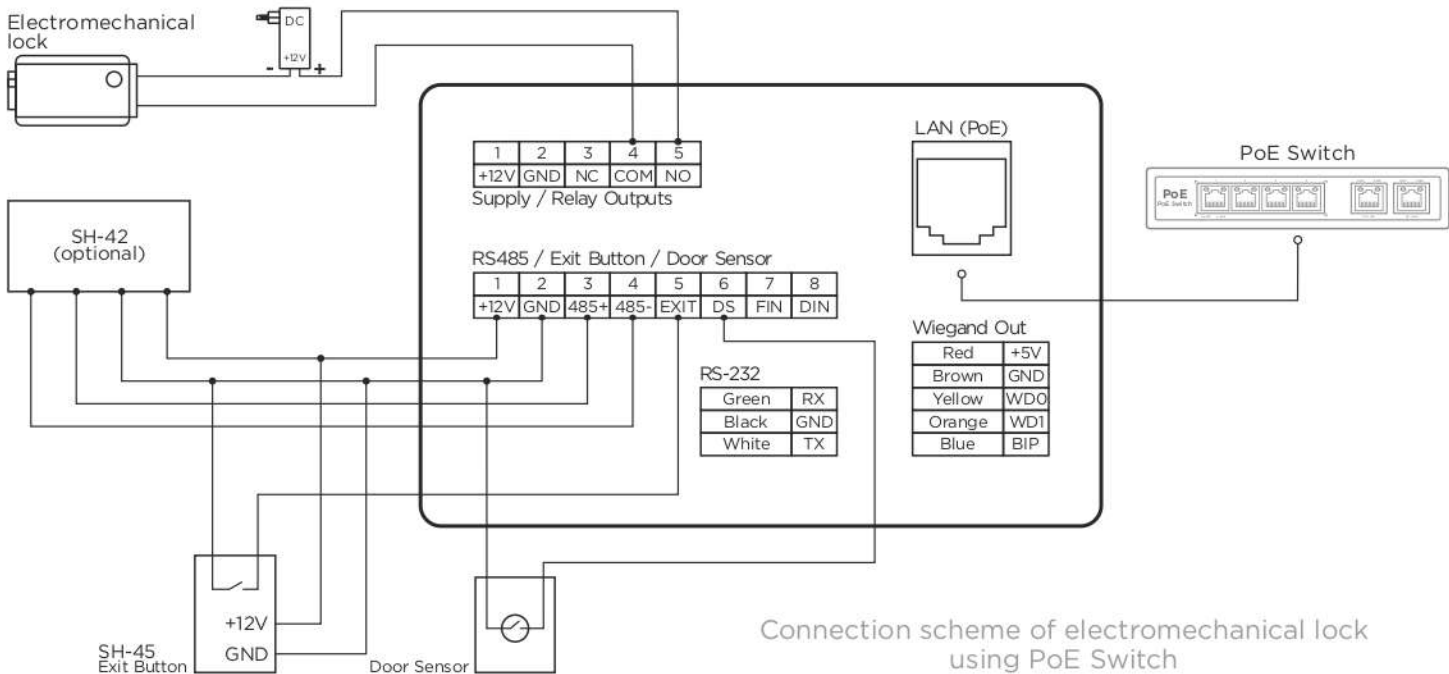 Electromechanical
lock
DC
+12V
- +
LAN (PoE)
PoE Switch
PoE
PoE Switch
1 2 3 4 5
+12V GND NC COM NO
Supply / Relay Outputs
SH-42
(optional)
RS485 / Exit Button / Door Sensor
1 2 3 4 5 6 7 8
+12V GND 485+ 485- EXIT DS FIN DIN
Wiegand Out
Red +5V
Brown GND
Yellow WD0
Orange WD1
Blue BIP
RS-232
Green RX
Black GND
White TX
+12V
GND
SH-45
Exit Button
Door Sensor
Connection scheme of electromechanical lock
using PoE Switch